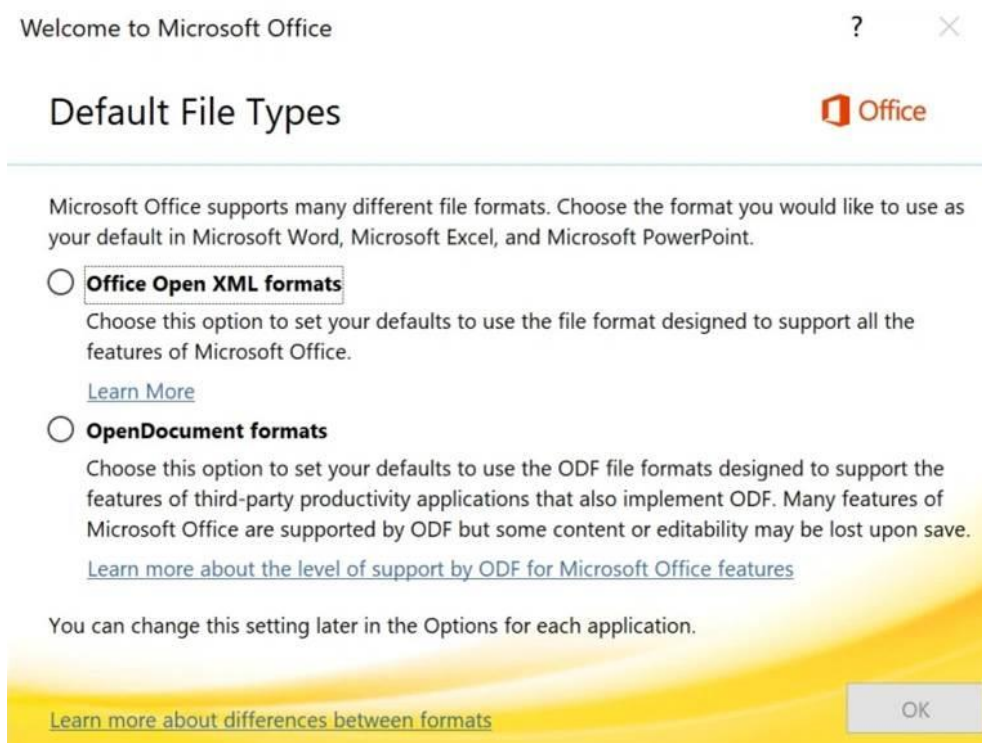 Welcome to Microsoft Office ?
Default File Types
Office
Microsoft Office supports many different file formats. Choose the format you would like to use as
your default in Microsoft Word, Microsoft Excel, and Microsoft PowerPoint.
Office Open XML formats
Choose this option to set your defaults to use the file format designed to support all the
features of Microsoft Office.
Learn More
OpenDocument formats
Choose this option to set your defaults to use the ODF file formats designed to support the
features of third-party productivity applications that also implement ODF. Many features of
Microsoft Office are supported by ODF but some content or editability may be lost upon save.
Learn more about the level of support by ODF for Microsoft Office features
You can change this setting later in the Options for each application.
Learn more about differences between formats
OK